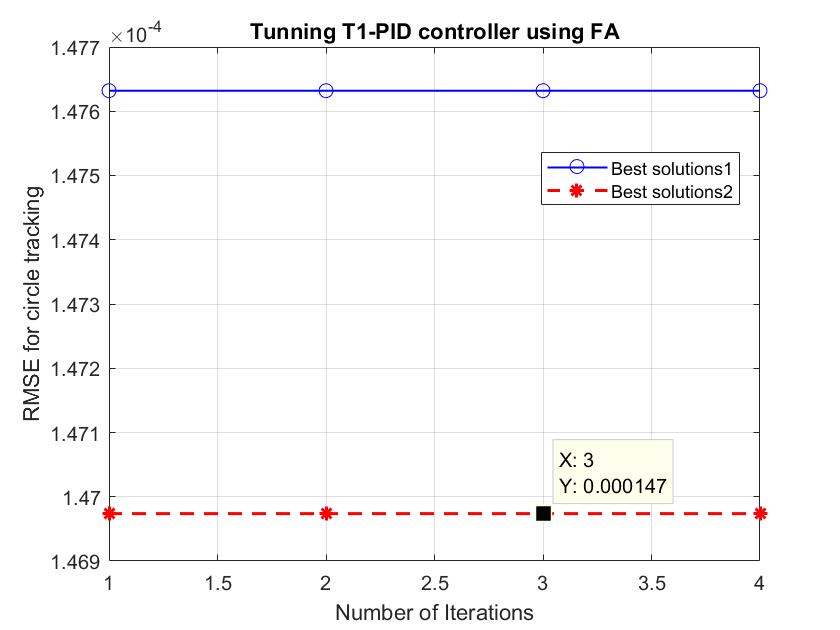 Tunning T1-PID controller using FA
×10-4
1.477
1.476
1.475
1.474
1.473
1.472
1.471
1.47
1.469
RMSE for circle tracking
Best solutions1
Best solutions2
X: 3
Y: 0.000147
1 1.5 2 2.5 3 3.5 4
Number of Iterations